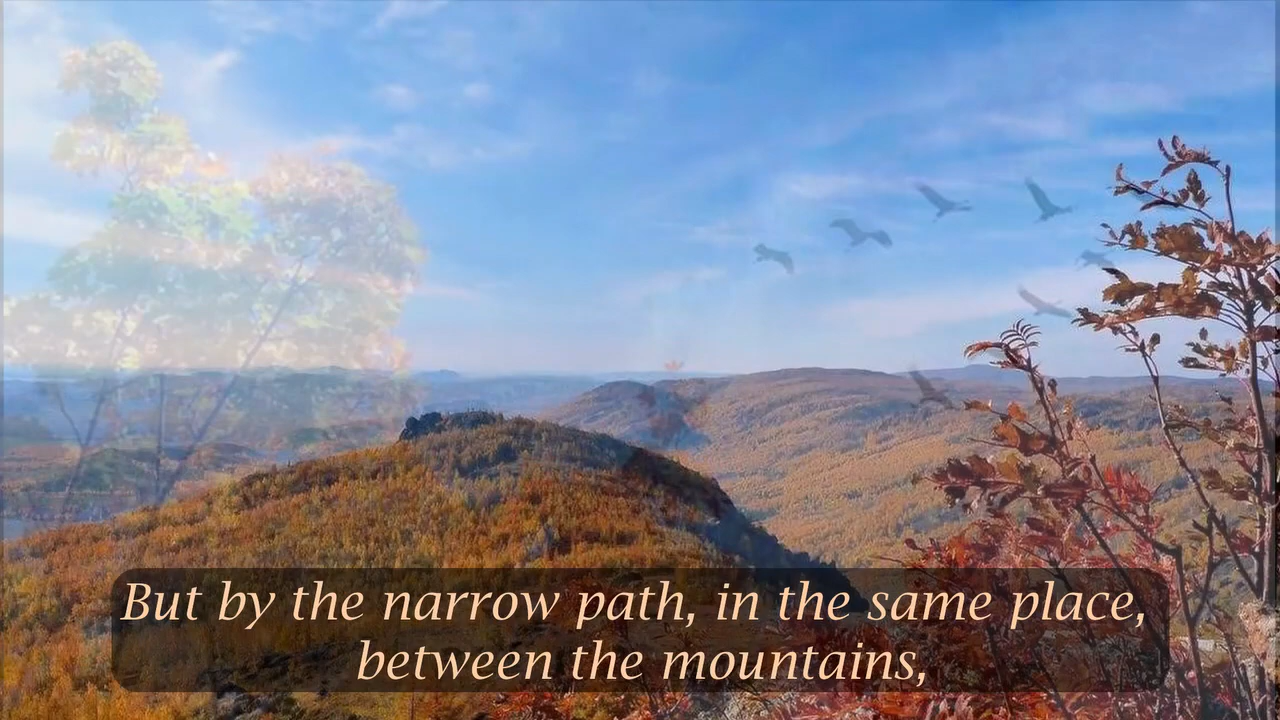 But by the narrow path, in the same place,
between the mountains,